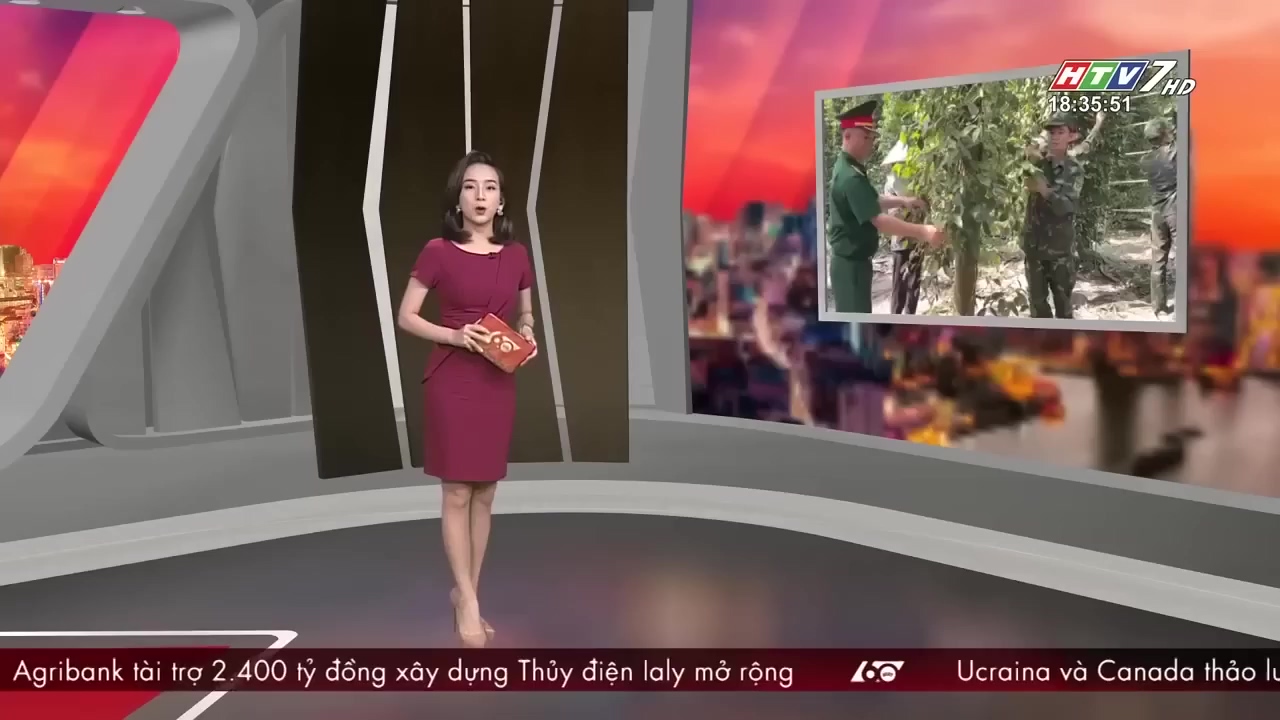 HTV7 HD
18:35:51
Agribank tài trợ 2.400 tỷ đồng xây dựng Thủy điện Ialy mở rộng
60
Ucraina và Canada thảo